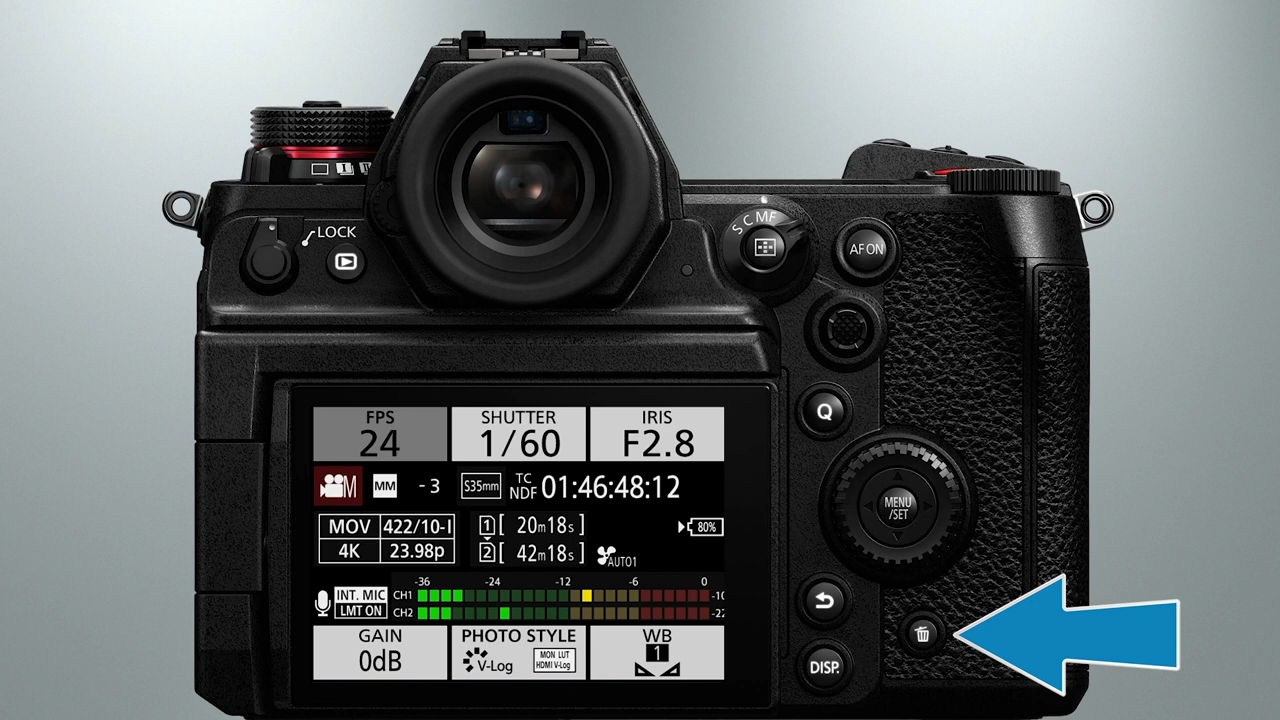 LOCK
S C MF
AF ON
Q
FPS
24
SHUTTER
1/60
IRIS
F2.8
M
MM
-3
S35mm
TC
NDF
01:46:48:12
MOV
422/10-I
4K
23.98p
1[ 20m18s ]
2[ 42m18s ]
80%
AUTO1
-36 -24 -12 -6 0
INT. MIC
LMT ON
CH1
CH2
GAIN
0dB
PHOTO STYLE
V-Log
MON LUT
HDMI V-Log
WB
1
MENU
/SET
DISP.